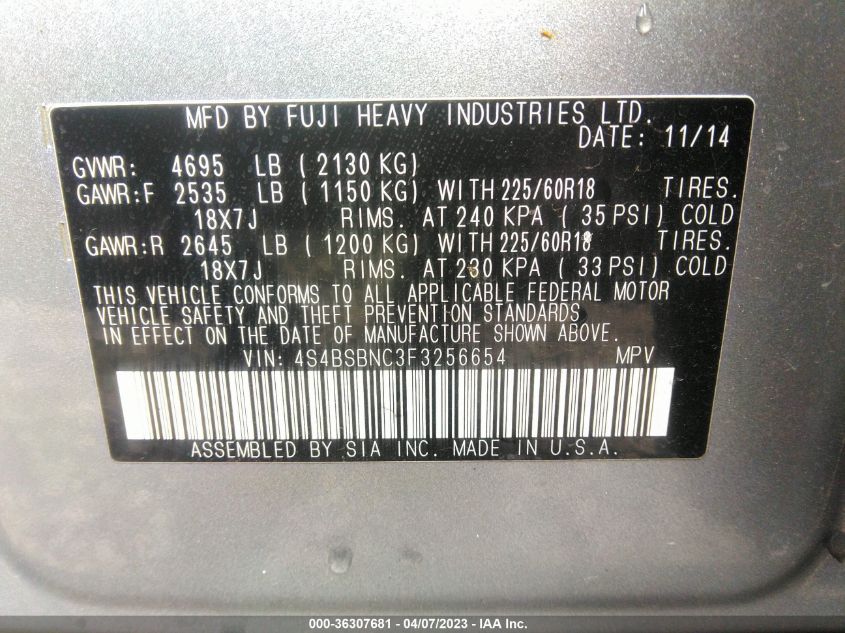 MFD BY FUJI HEAVY INDUSTRIES LTD.
DATE: 11/14
GVWR: 4695 LB ( 2130 KG)
GAWR:F 2535 LB ( 1150 KG) WITH 225/60R18 TIRES.
18X7J RIMS. AT 240 KPA ( 35 PSI) COLD
GAWR:R 2645 LB ( 1200 KG) WITH 225/60R18 TIRES.
18X7J RIMS. AT 230 KPA ( 33 PSI) COLD
THIS VEHICLE CONFORMS TO ALL APPLICABLE FEDERAL MOTOR
VEHICLE SAFETY AND THEFT PREVENTION STANDARDS
IN EFFECT ON THE DATE OF MANUFACTURE SHOWN ABOVE.
VIN: 4S4BSBNC3F3256654 MPV
ASSEMBLED BY SIA INC. MADE IN U.S.A.
000-36307681 - 04/07/2023 - IAA Inc.